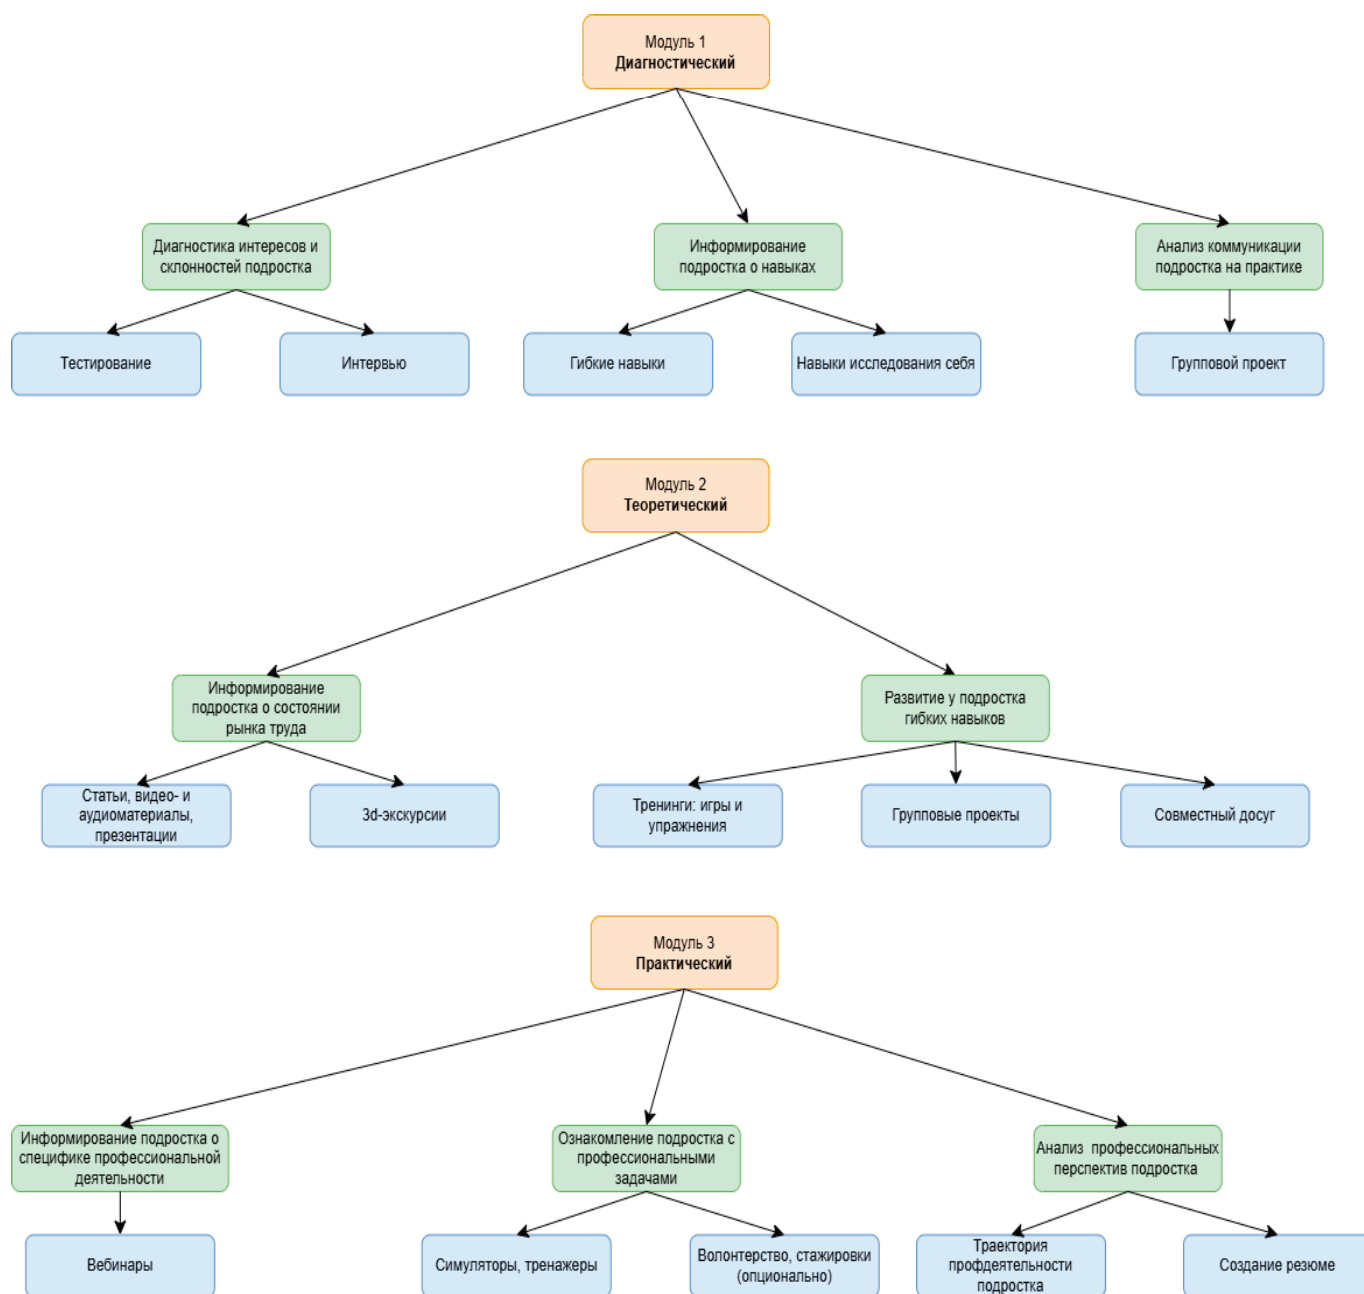 Модуль 1
Диагностический
Диагностика интересов и
склонностей подростка
Информирование
подростка о навыках
Анализ коммуникации
подростка на практике
Тестирование
Интервью
Гибкие навыки
Навыки исследования себя
Групповой проект
Модуль 2
Теоретический
Информирование
подростка о состоянии
рынка труда
Развитие у подростка
гибких навыков
Статьи, видео- и
аудиоматериалы,
презентации
3d-экскурсии
Тренинги: игры и
упражнения
Групповые проекты
Совместный досуг
Модуль 3
Практический
Информирование подростка о
специфике профессиональной
деятельности
Ознакомление подростка с
профессиональными
задачами
Анализ профессиональных
перспектив подростка
Вебинары
Симуляторы, тренажеры
Волонтерство, стажировки
(опционально)
Траектория
профдеятельности
подростка
Создание резюме